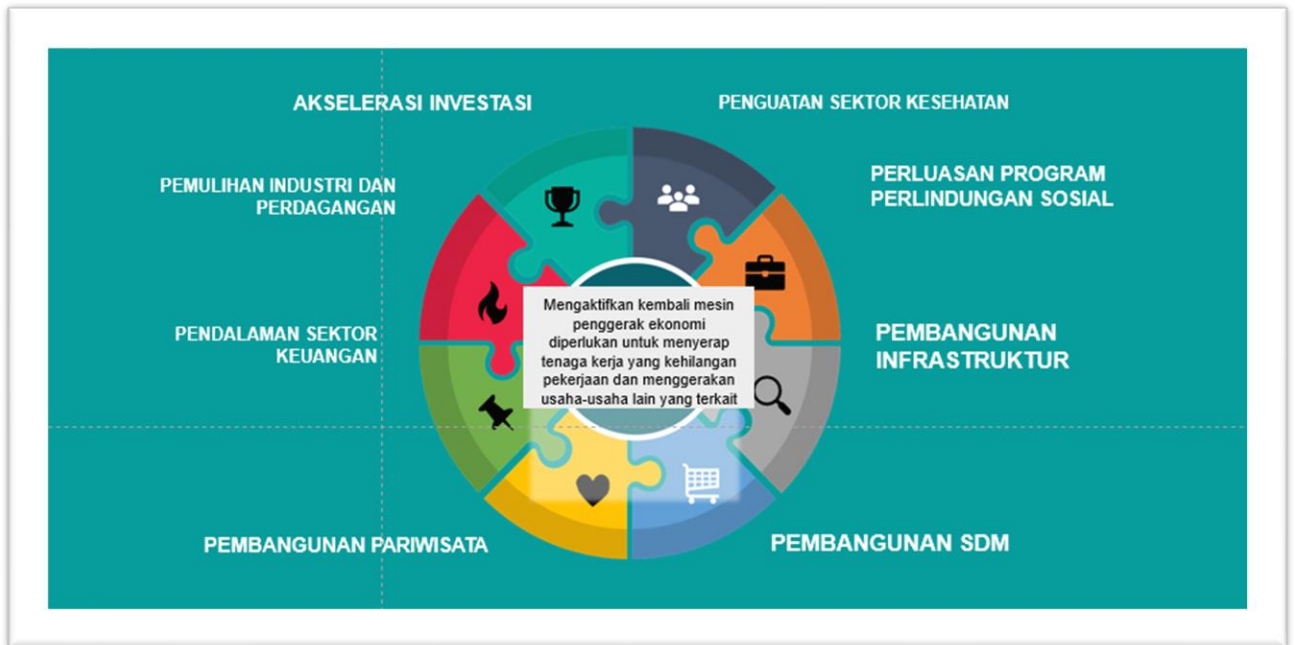 AKSELERASI INVESTASI
PENGUATAN SEKTOR KESEHATAN
PEMULIHAN INDUSTRI DAN
PERDAGANGAN
PERLUASAN PROGRAM
PERLINDUNGAN SOSIAL
PENDALAMAN SEKTOR
KEUANGAN
Mengaktifkan kembali mesin
penggerak ekonomi
diperlukan untuk menyerap
tenaga kerja yang kehilangan
pekerjaan dan menggerakan
usaha-usaha lain yang terkait
PEMBANGUNAN
INFRASTRUKTUR
PEMBANGUNAN PARIWISATA
PEMBANGUNAN SDM